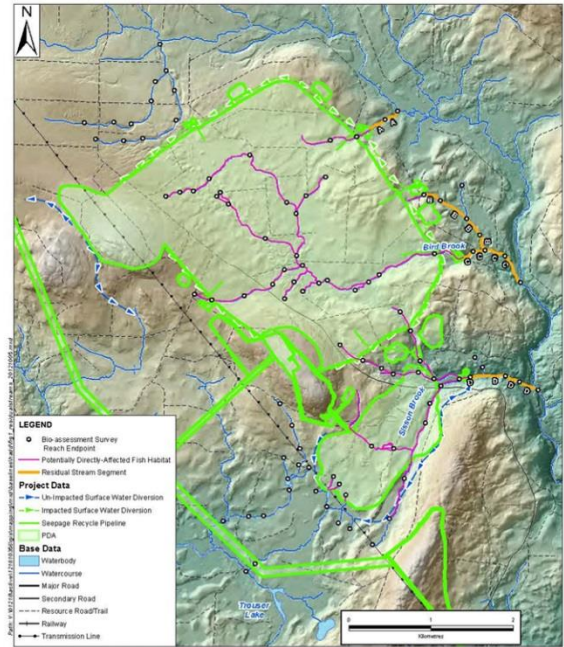 N
Bird Brook
Sisson Brook
LEGEND
Bio-assessment Survey
Reach Endpoint
Potentially Directly-Affected Fish Habitat
Residual Stream Segment
Project Data
Un-Impacted Surface Water Diversion
Impacted Surface Water Diversion
Seepage Recycle Pipeline
PDA
Base Data
Waterbody
Watercourse
Major Road
Secondary Road
Resource Road/Trail
Railway
Transmission Line
Trouser
Lake
0 1 2
Kilometres